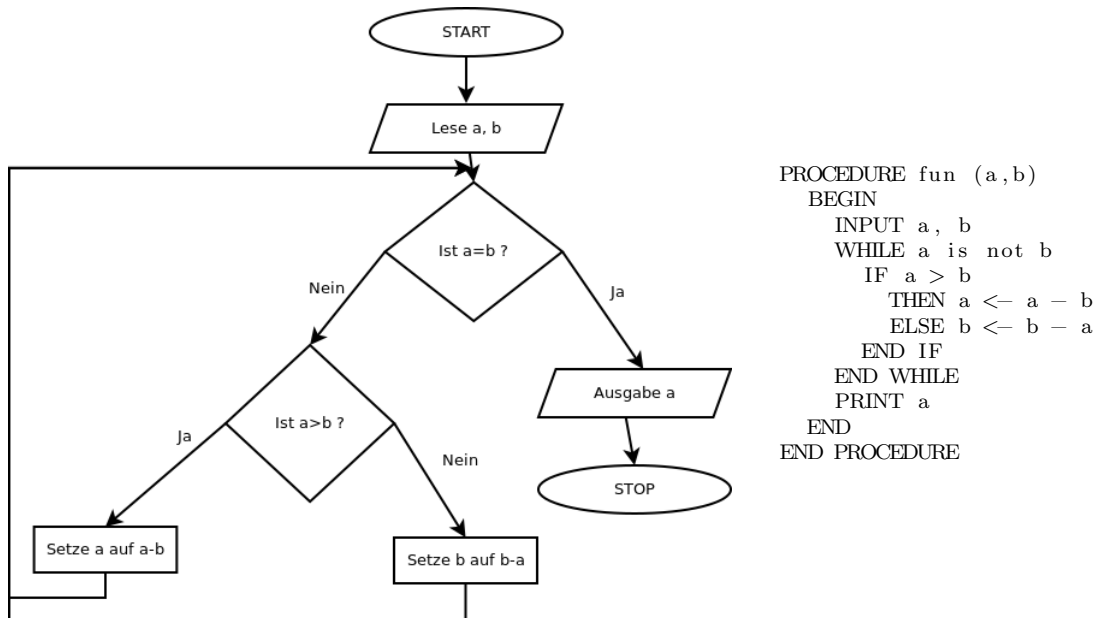 START
Lese a, b
Ist a=b ?
Nein
Ja
Ist a>b ?
Ausgabe a
Ja
Nein
STOP
Setze a auf a-b
Setze b auf b-a
PROCEDURE fun (a,b)
BEGIN
INPUT a, b
WHILE a is not b
IF a > b
THEN a <- a - b
ELSE b <- b - a
END IF
END WHILE
PRINT a
END
END PROCEDURE